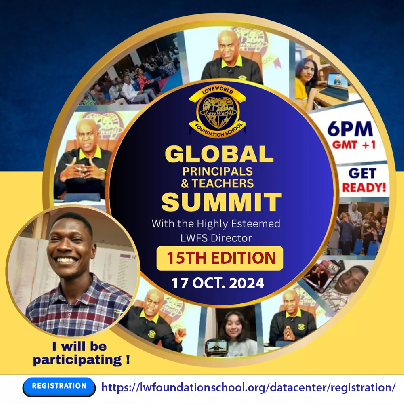 LOVEWORLD
FOUNDATION SCHOOL
GLOBAL
PRINCIPALS
& TEACHERS
SUMMIT
With the Highly Esteemed
LWFS Director
15TH EDITION
17 OCT. 2024
6PM
GMT +1
GET
READY!
I will be
participating !
REGISTRATION https://lwfoundationschool.org/datacenter/registration/